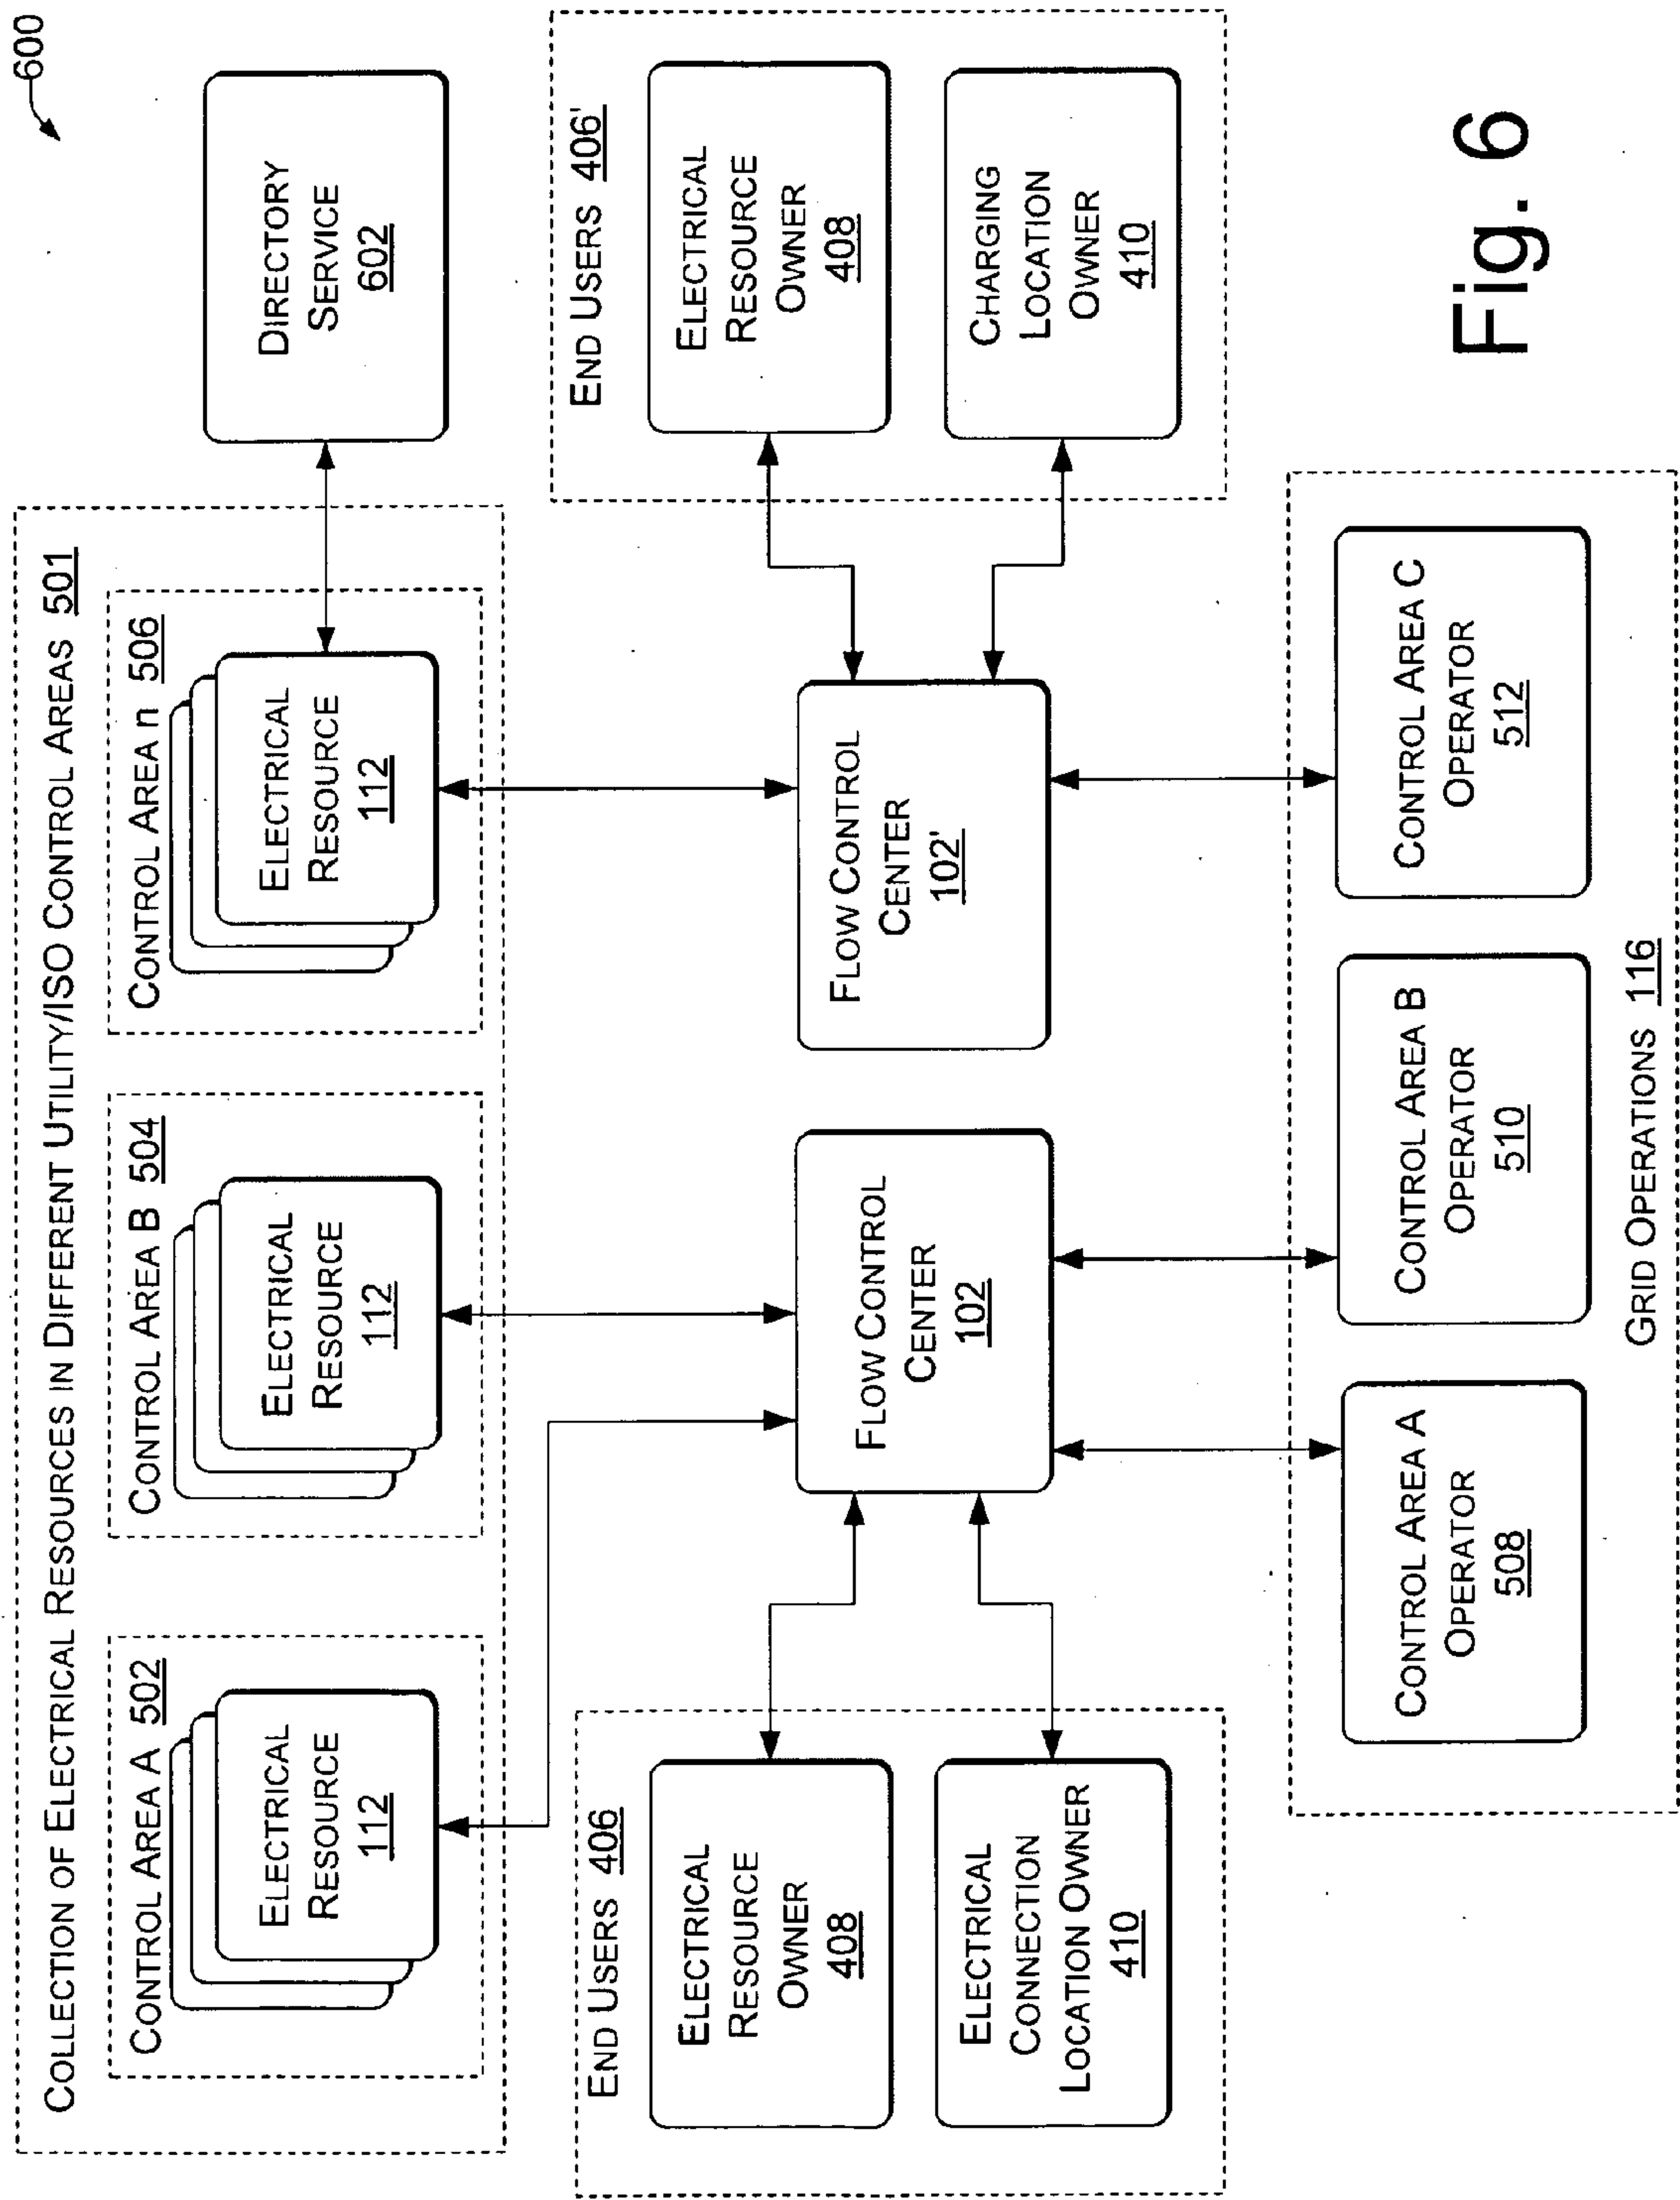 600
COLLECTION OF ELECTRICAL RESOURCES IN DIFFERENT UTILITY/ISO CONTROL AREAS 501
CONTROL AREA A 502
ELECTRICAL
RESOURCE
112
CONTROL AREA B 504
ELECTRICAL
RESOURCE
112
CONTROL AREA n 506
ELECTRICAL
RESOURCE
112
DIRECTORY
SERVICE
602
END USERS 406
ELECTRICAL
RESOURCE
OWNER
408
ELECTRICAL
CONNECTION
LOCATION OWNER
410
FLOW CONTROL
CENTER
102
FLOW CONTROL
CENTER
102'
END USERS 406'
ELECTRICAL
RESOURCE
OWNER
408
CHARGING
LOCATION
OWNER
410
CONTROL AREA A
OPERATOR
508
CONTROL AREA B
OPERATOR
510
CONTROL AREA C
OPERATOR
512
GRID OPERATIONS 116
Fig. 6